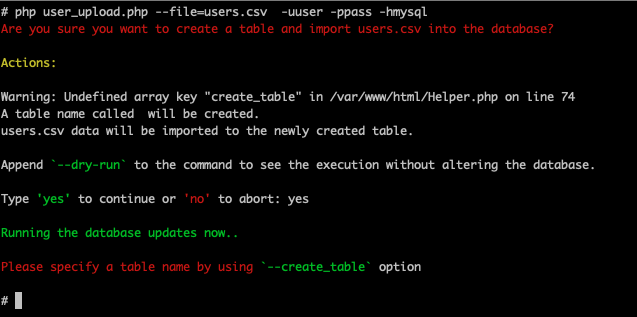 # php user_upload.php --file=users.csv  -uuser -ppass -hmysql
Are you sure you want to create a table and import users.csv into the database?
Actions:
Warning: Undefined array key "create_table" in /var/www/html/Helper.php on line 74
A table name called  will be created.
users.csv data will be imported to the newly created table.
Append `--dry-run` to the command to see the execution without altering the database.
Type 'yes' to continue or 'no' to abort: yes
Running the database updates now..
Please specify a table name by using `--create_table` option
#